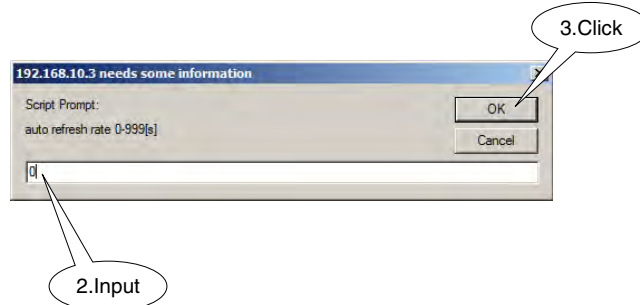 3.Click
192.168.10.3 needs some information
Script Prompt:
OK
auto refresh rate 0-999[s]
Cancel
0
2.Input